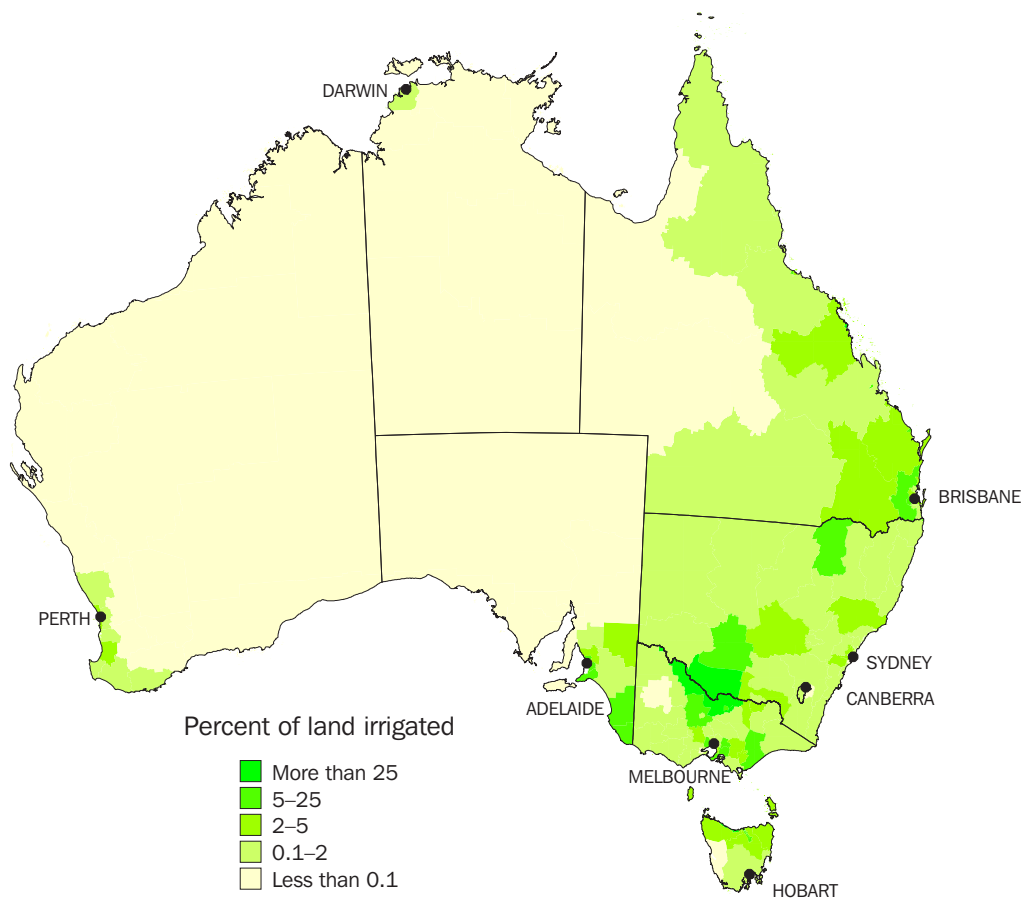 DARWIN
BRISBANE
PERTH
SYDNEY
CANBERRA
ADELAIDE
Percent of land irrigated
More than 25
MELBOURNE
5–25
2–5
0.1–2
Less than 0.1
HOBART